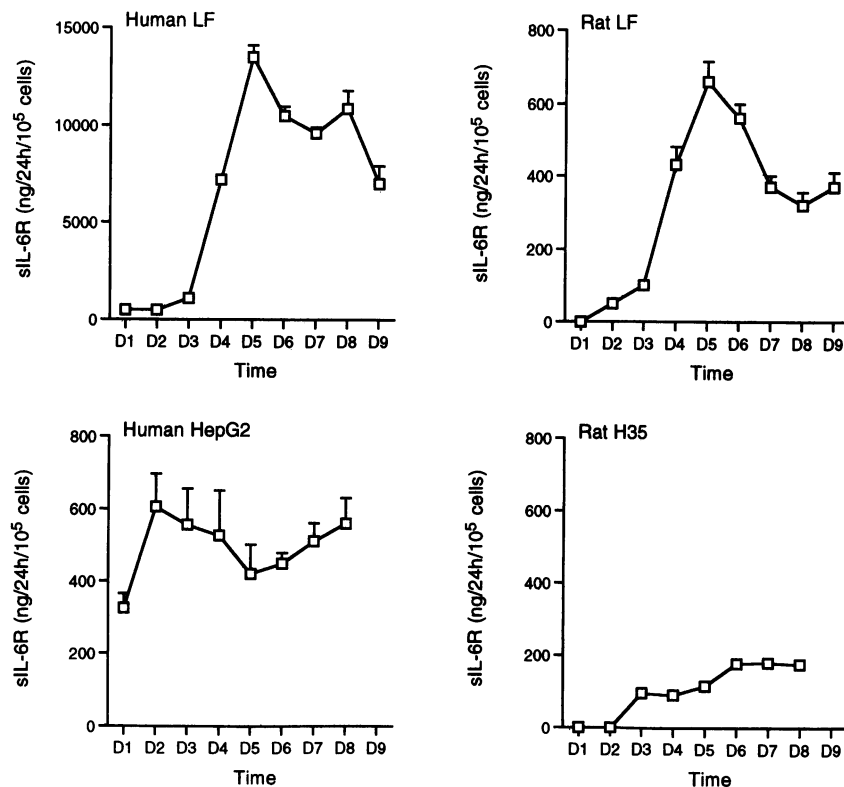 Human LF
sIL-6R (ng/24h/10⁵ cells)
15000
10000
5000
0
D1 D2 D3 D4 D5 D6 D7 D8 D9
Time
Rat LF
sIL-6R (ng/24h/10⁵ cells)
800
600
400
200
0
D1 D2 D3 D4 D5 D6 D7 D8 D9
Time
Human HepG2
sIL-6R (ng/24h/10⁵ cells)
800
600
400
200
0
D1 D2 D3 D4 D5 D6 D7 D8 D9
Time
Rat H35
sIL-6R (ng/24h/10⁵ cells)
800
600
400
200
0
D1 D2 D3 D4 D5 D6 D7 D8 D9
Time